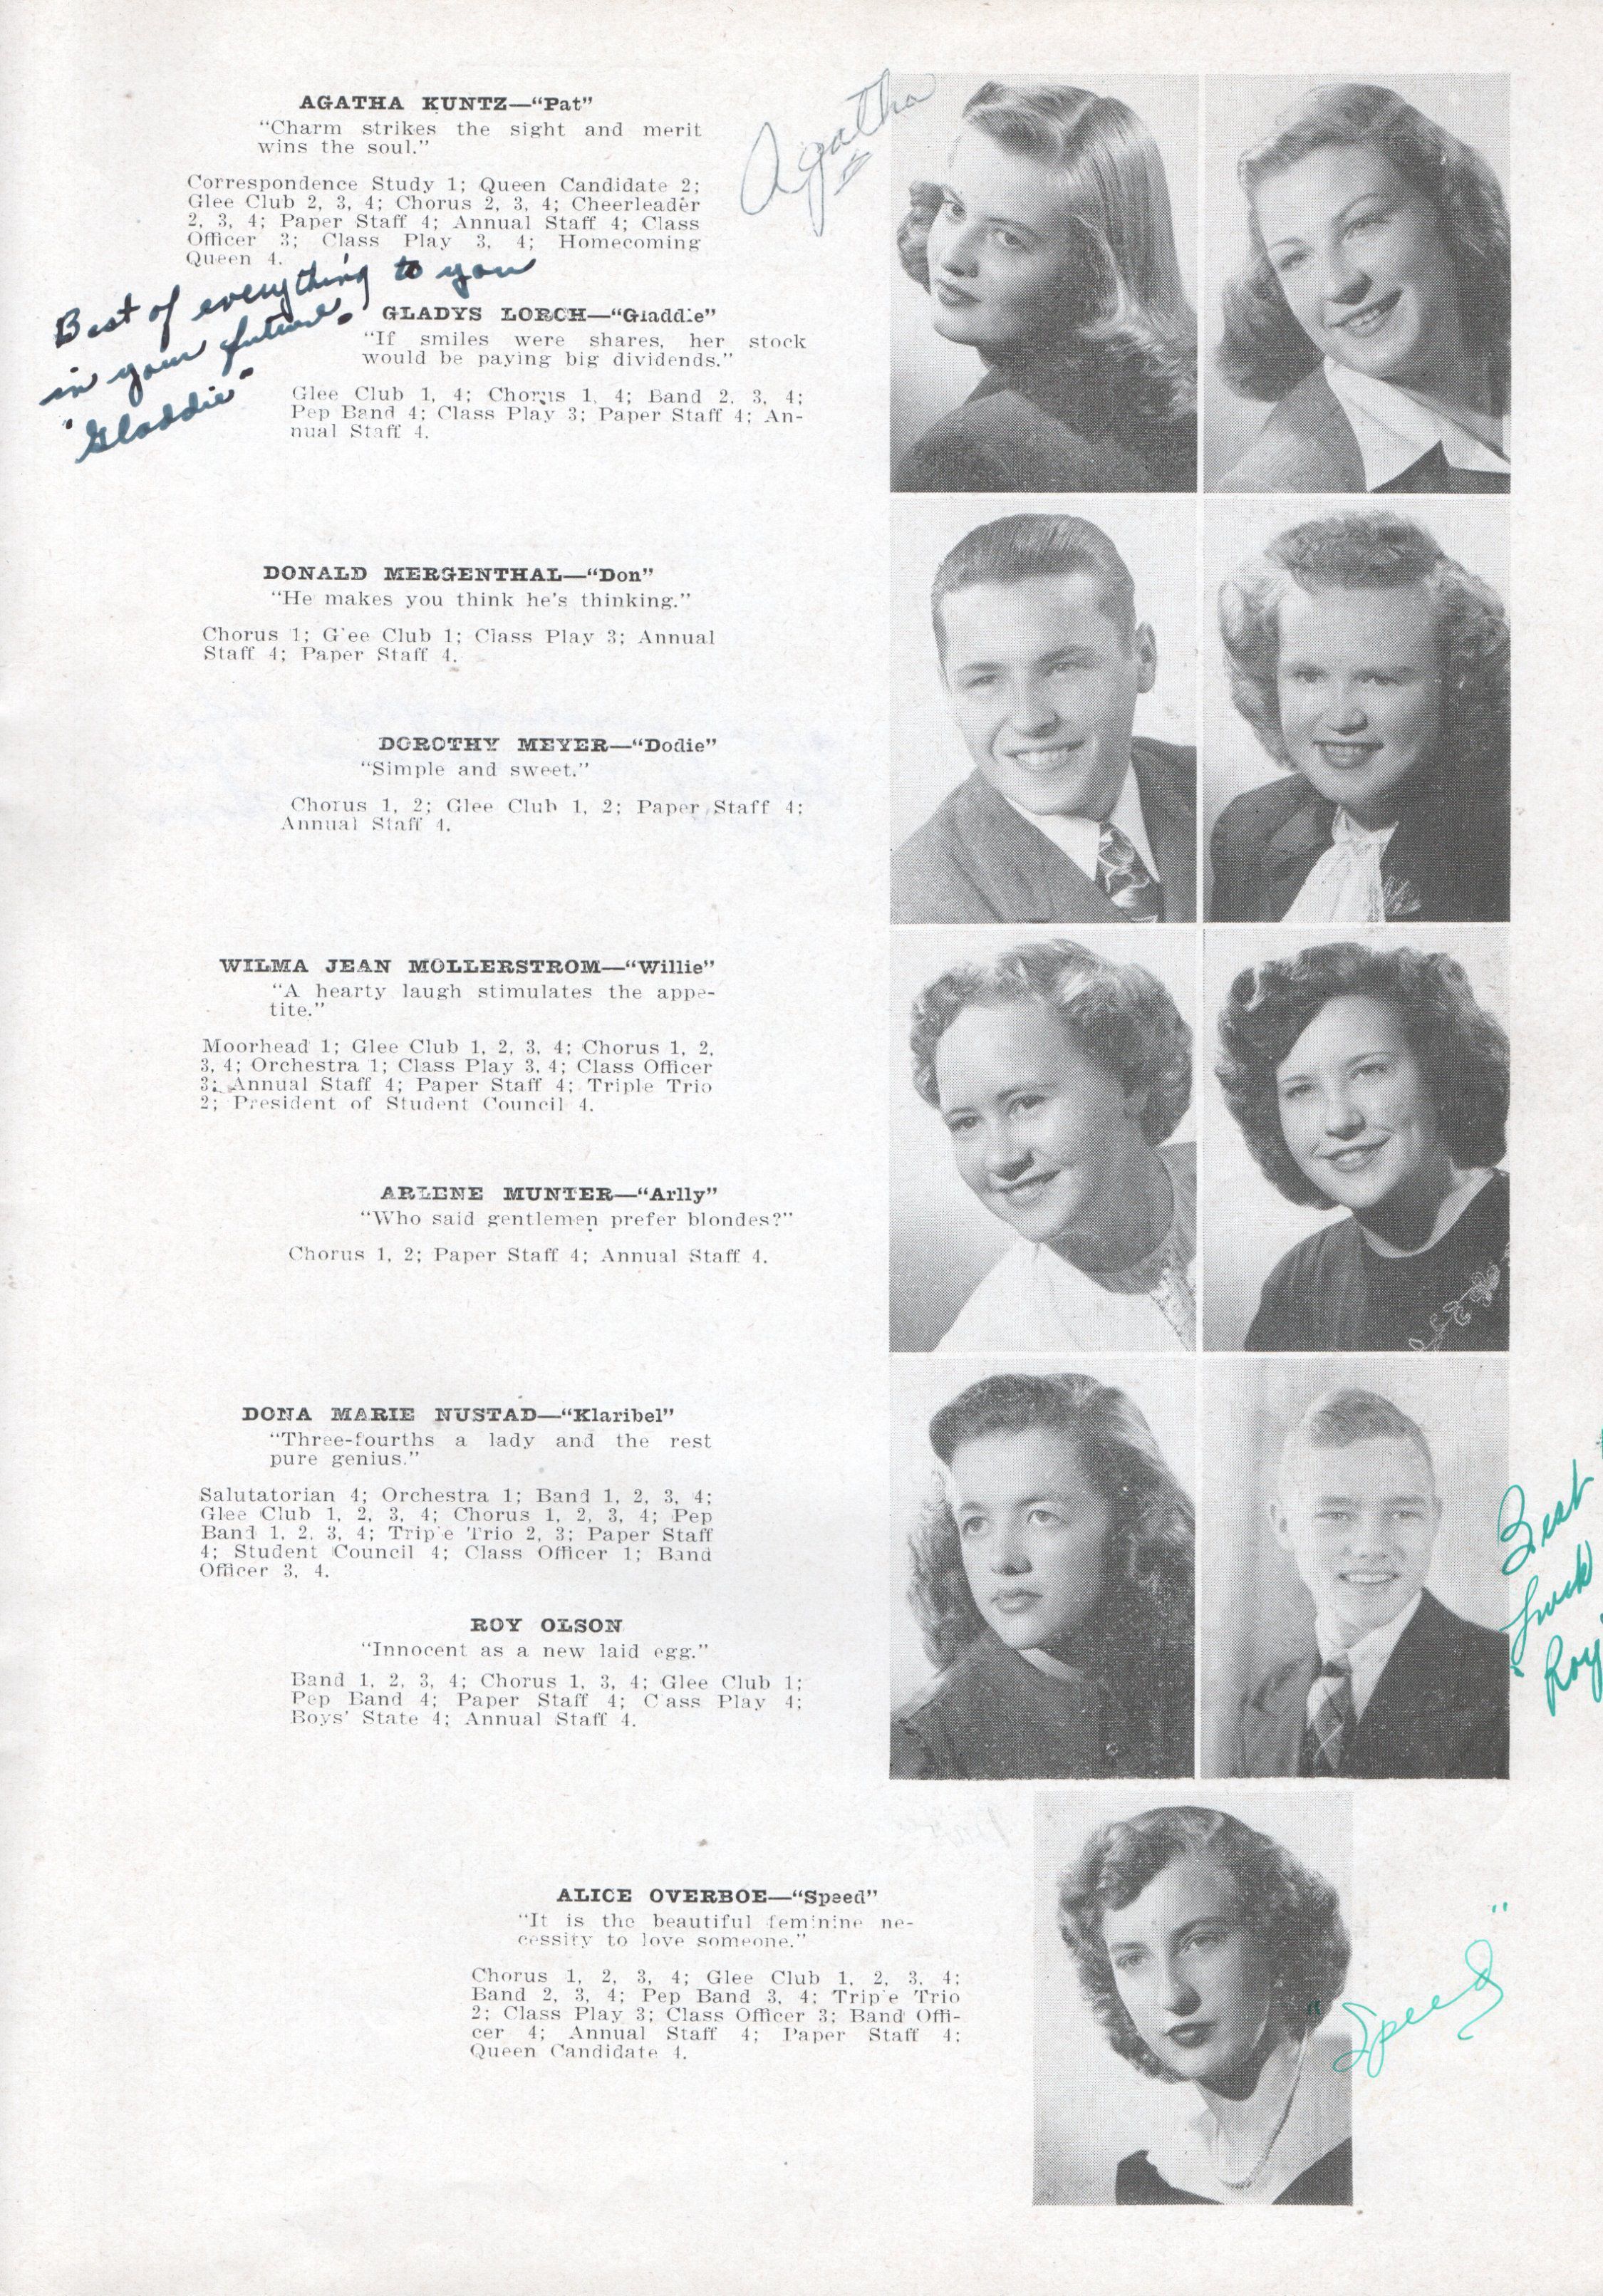 AGATHA KUNTZ—“Pat”
“Charm strikes the sight and merit
wins the soul.”
Correspondence Study 1; Queen Candidate 2;
Glee Club 2, 3, 4; Chorus 2, 3, 4; Cheerleader
2, 3, 4; Paper Staff 4; Annual Staff 4; Class
Officer 3; Class Play 3, 4; Homecoming
Queen 4.
Agatha
Best of everything to you
in your future.
"Gladdie"
GLADYS LORCH—“Gladdie”
“If smiles were shares, her stock
would be paying big dividends.”
Glee Club 1, 4; Chorus 1, 4; Band 2, 3, 4;
Pep Band 4; Class Play 3; Paper Staff 4; An-
nual Staff 4.
DONALD MERGENTHAL—“Don”
“He makes you think he's thinking.”
Chorus 1; Glee Club 1; Class Play 3; Annual
Staff 4; Paper Staff 4.
DOROTHY MEYER—“Dodie”
“Simple and sweet.”
Chorus 1, 2; Glee Club 1, 2; Paper Staff 4;
Annual Staff 4.
WILMA JEAN MOLLERSTROM—“Willie”
“A hearty laugh stimulates the appe-
tite.”
Moorhead 1; Glee Club 1, 2, 3, 4; Chorus 1, 2,
3, 4; Orchestra 1; Class Play 3, 4; Class Officer
3; Annual Staff 4; Paper Staff 4; Triple Trio
2; President of Student Council 4.
ARLENE MUNTER—“Arlly”
“Who said gentlemen prefer blondes?”
Chorus 1, 2; Paper Staff 4; Annual Staff 4.
DONA MARIE NUSTAD—“Klaribel”
“Three-fourths a lady and the rest
pure genius.”
Salutatorian 4; Orchestra 1; Band 1, 2, 3, 4;
Glee Club 1, 2, 3, 4; Chorus 1, 2, 3, 4; Pep
Band 1, 2, 3, 4; Triple Trio 2, 3; Paper Staff
4; Student Council 4; Class Officer 1; Band
Officer 3, 4.
ROY OLSON
“Innocent as a new laid egg.”
Band 1, 2, 3, 4; Chorus 1, 3, 4; Glee Club 1;
Pep Band 4; Paper Staff 4; Class Play 4;
Boys' State 4; Annual Staff 4.
Best
Luck
"Roy"
ALICE OVERBOE—“Speed”
“It is the beautiful feminine ne-
cessity to love someone.”
Chorus 1, 2, 3, 4; Glee Club 1, 2, 3, 4;
Band 2, 3, 4; Pep Band 3, 4; Triple Trio
2; Class Play 3; Class Officer 3; Band Offi-
cer 4; Annual Staff 4; Paper Staff 4;
Queen Candidate 4.
"Speed"